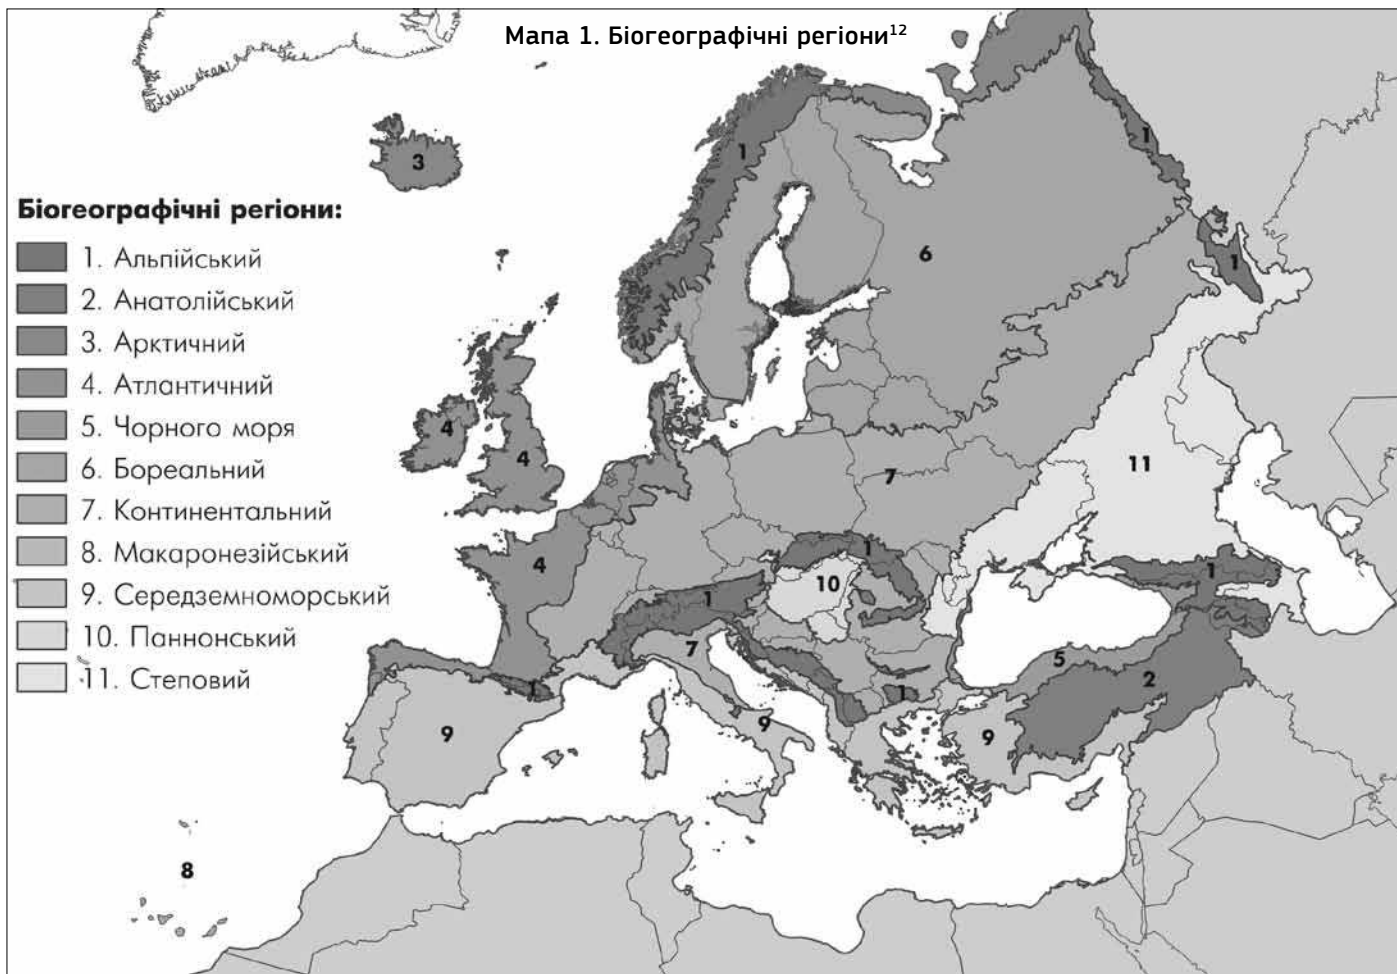 Мапа 1. Біогеографічні регіони¹²
Біогеографічні регіони:
1. Альпійський
2. Анатолійський
3. Арктичний
4. Атлантичний
5. Чорного моря
6. Бореальний
7. Континентальний
8. Макаронезійський
9. Середземноморський
10. Паннонський
11. Степовий
1
1
3
1
6
4
4
11
7
4
1
10
1
1
7
5
2
1
1
9
9
9
8